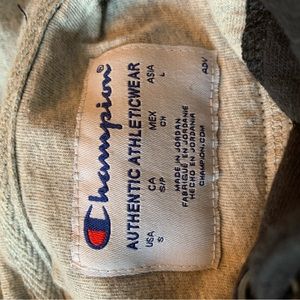 Champion®
AUTHENTIC ATHLETICWEAR
USA CA MEX ASIA
S S/P CH L
ADV
MADE IN JORDAN
FABRIQUÉ EN JORDANIE
HECHO EN JORDANIA
CHAMPION.COM